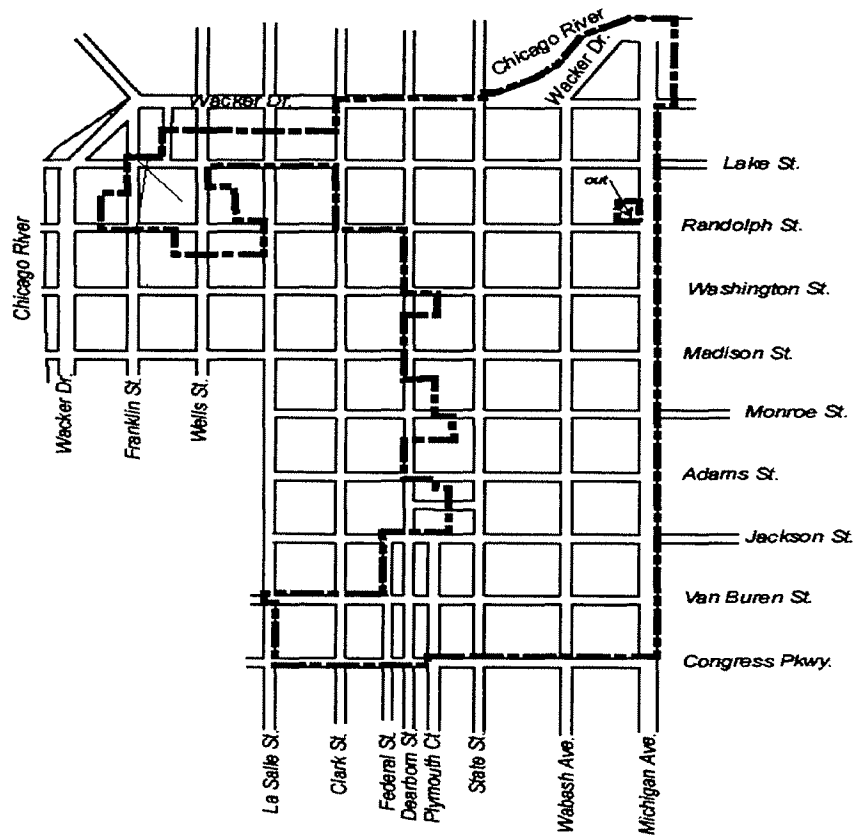 Chicago River
Wacker Dr.
Wacker Dr.
Lake St.
out
Randolph St.
Chicago River
Washington St.
Madison St.
Wacker Dr.
Franklin St.
Wells St.
Monroe St.
Adams St.
Jackson St.
Van Buren St.
Congress Pkwy.
La Salle St.
Clark St.
Federal St.
Dearborn St.
Plymouth Ct.
State St.
Wabash Ave.
Michigan Ave.